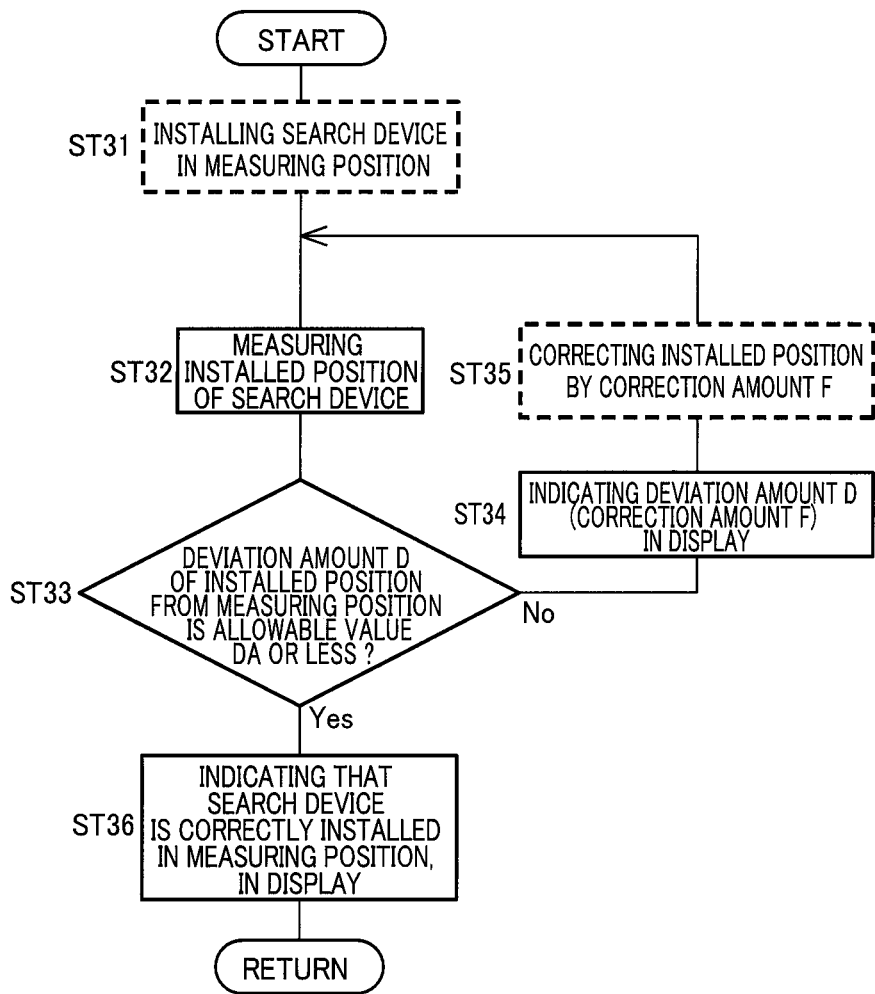 START
ST31
INSTALLING SEARCH DEVICE
IN MEASURING POSITION
ST32
MEASURING
INSTALLED POSITION
OF SEARCH DEVICE
ST35
CORRECTING INSTALLED POSITION
BY CORRECTION AMOUNT F
ST34
INDICATING DEVIATION AMOUNT D
(CORRECTION AMOUNT F)
IN DISPLAY
ST33
DEVIATION AMOUNT D
OF INSTALLED POSITION
FROM MEASURING POSITION
IS ALLOWABLE VALUE
DA OR LESS ?
No
Yes
ST36
INDICATING THAT
SEARCH DEVICE
IS CORRECTLY INSTALLED
IN MEASURING POSITION,
IN DISPLAY
RETURN